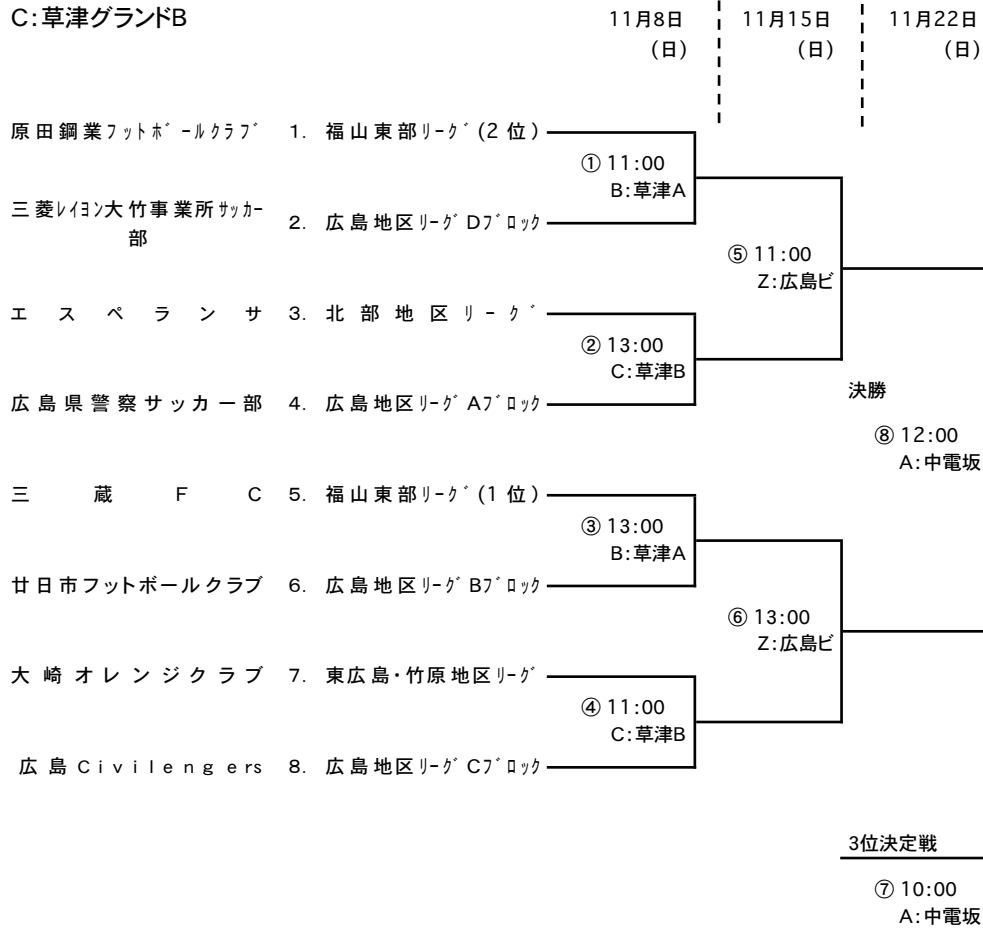 C:草津グランドB 11月8日 11月15日 11月22日
(日) (日) (日)
原田鋼業ﾌｯﾄﾎﾞｰﾙｸﾗﾌﾞ 1. 福山東部ﾘｰｸﾞ(2位)
① 11:00
B:草津A
三菱ﾚｲﾖﾝ大竹事業所ｻｯｶｰ
部
2. 広島地区ﾘｰｸﾞDﾌﾞﾛｯｸ
⑤ 11:00
Z:広島ビ
エスペランサ 3. 北部地区ﾘｰｸﾞ
② 13:00
C:草津B
広島県警察サッカー部 4. 広島地区ﾘｰｸﾞAﾌﾞﾛｯｸ
決勝
⑧ 12:00
A:中電坂
三蔵FC 5. 福山東部ﾘｰｸﾞ(1位)
③ 13:00
B:草津A
廿日市フットボールクラブ 6. 広島地区ﾘｰｸﾞBﾌﾞﾛｯｸ
⑥ 13:00
Z:広島ビ
大崎オレンジクラブ 7. 東広島・竹原地区ﾘｰｸﾞ
④ 11:00
C:草津B
広島Civilengers 8. 広島地区ﾘｰｸﾞCﾌﾞﾛｯｸ
3位決定戦
⑦ 10:00
A:中電坂